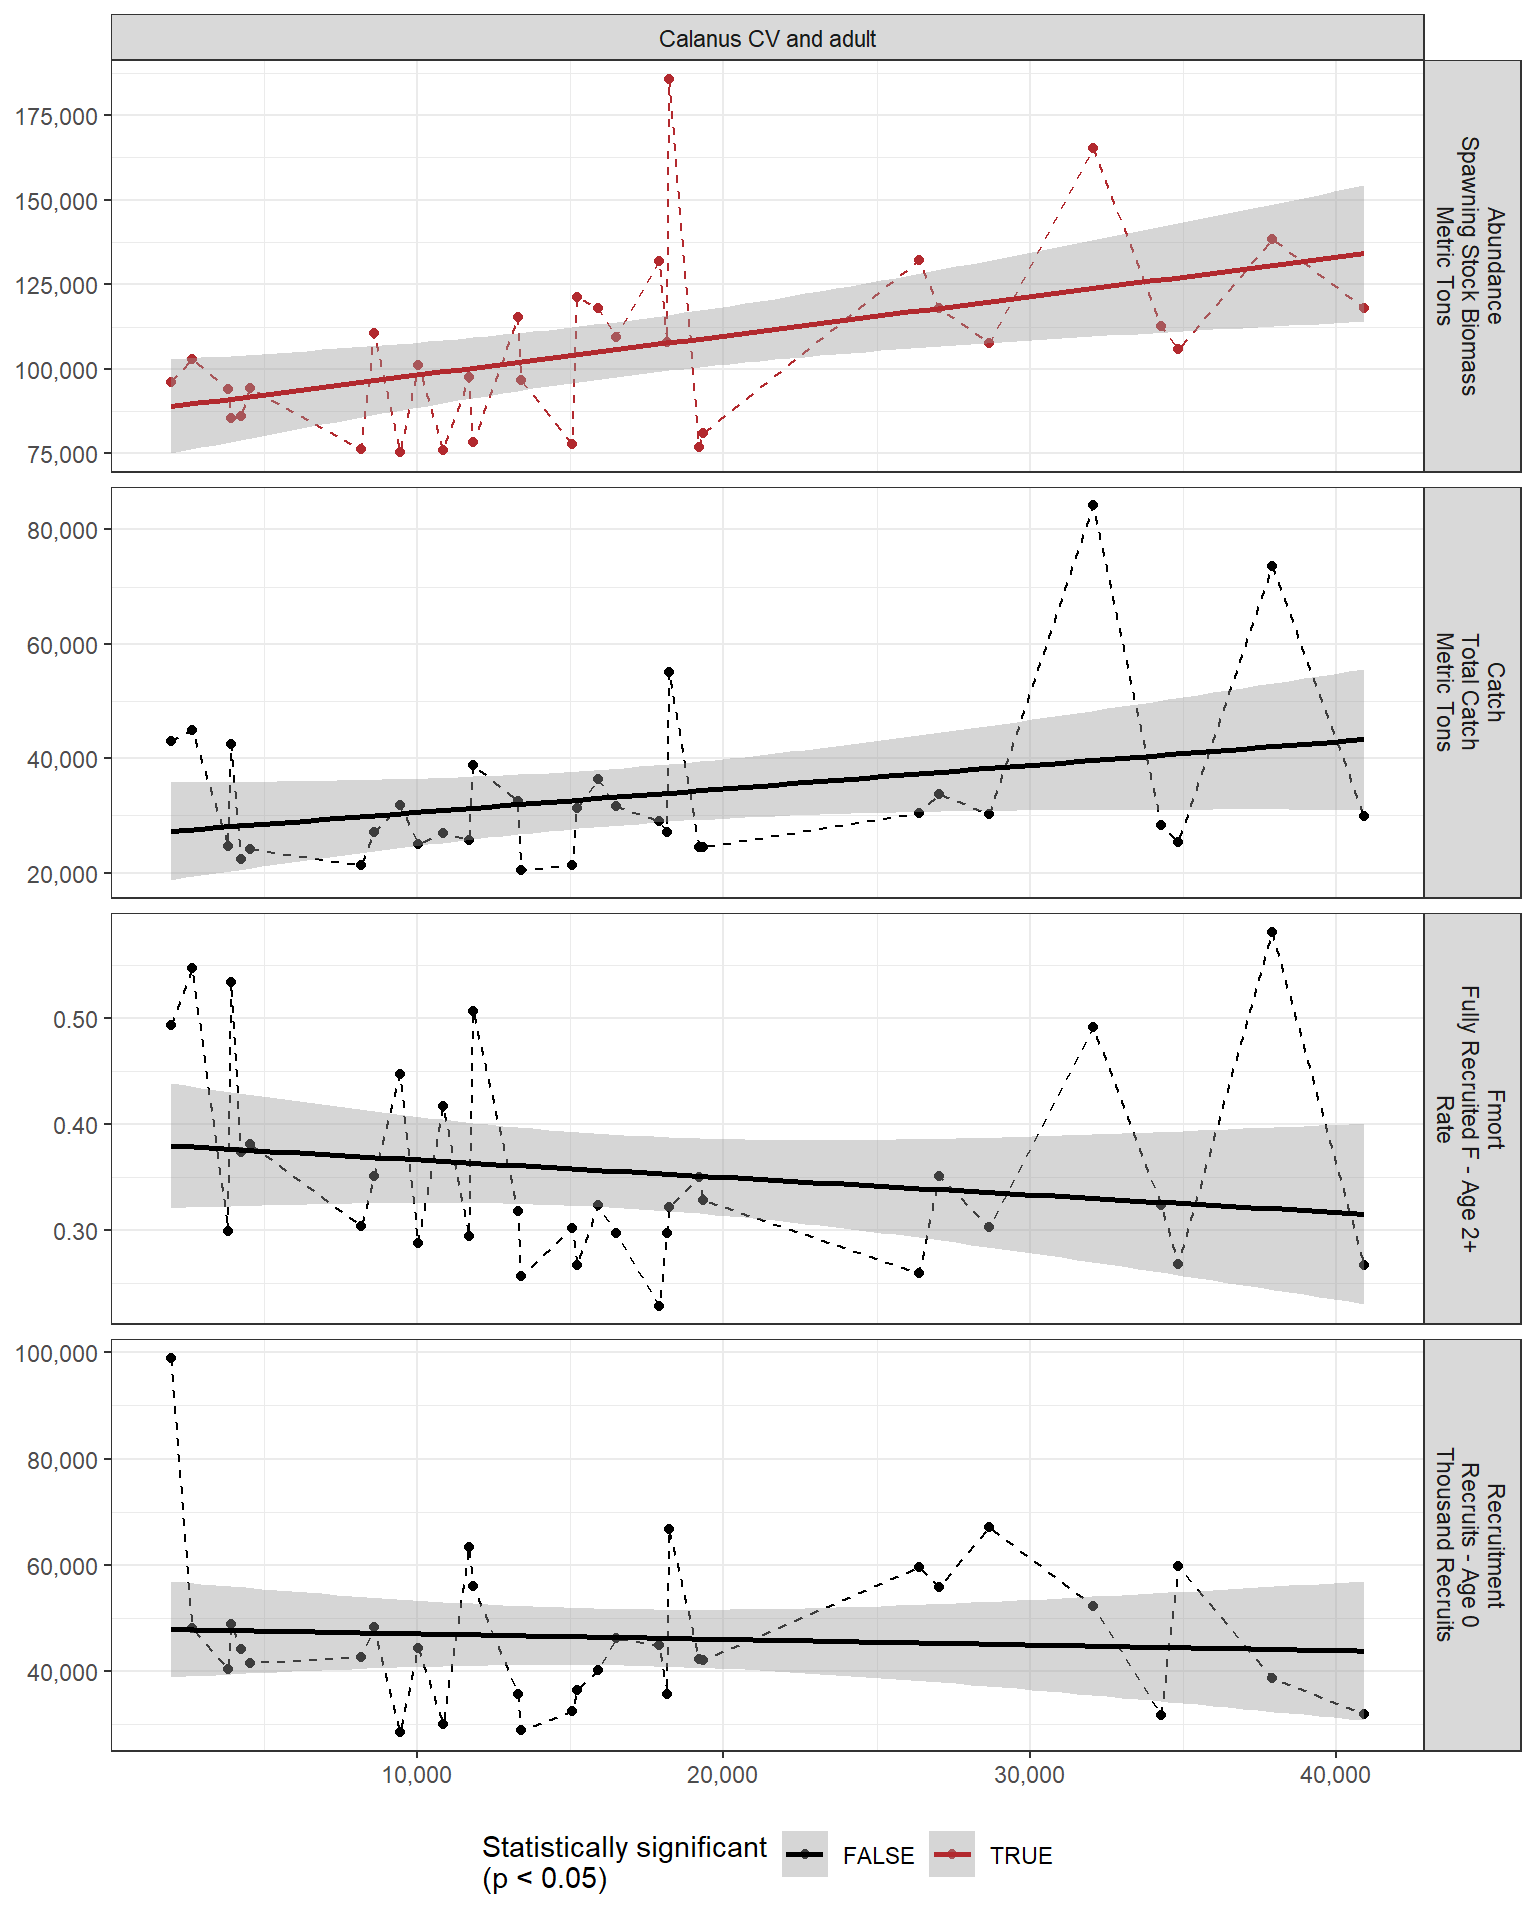 Calanus CV and adult
175,000
150,000
125,000
100,000
75,000
Abundance
Spawning Stock Biomass
Metric Tons
80,000
60,000
40,000
20,000
Catch
Total Catch
Metric Tons
0.50
0.40
0.30
Fmort
Fully Recruited F - Age 2+
Rate
100,000
80,000
60,000
40,000
Recruitment
Recruits - Age 0
Thousand Recruits
10,000
20,000
30,000
40,000
Statistically significant
(p < 0.05)
FALSE
TRUE